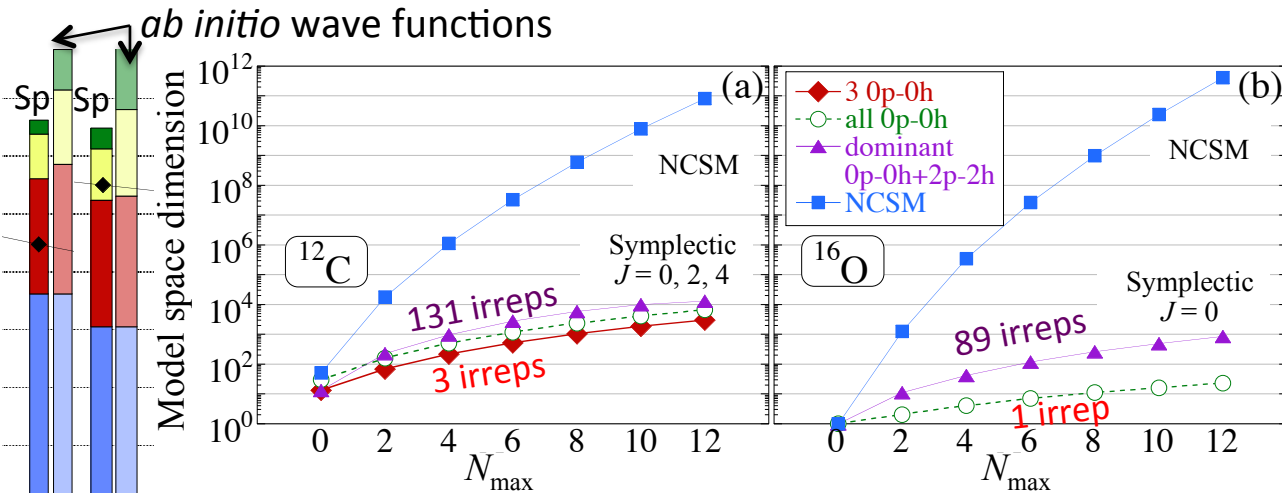 ab initio wave functions
Sp Sp
Model space dimension
10^12
10^10
10^8
10^6
10^4
10^2
10^0
(a)
NCSM
12C
Symplectic
J = 0, 2, 4
131 irreps
3 irreps
0 2 4 6 8 10 12
Nmax
3 0p-0h
all 0p-0h
dominant
0p-0h+2p-2h
NCSM
(b)
NCSM
16O
Symplectic
J = 0
89 irreps
1 irrep
0 2 4 6 8 10 12
Nmax